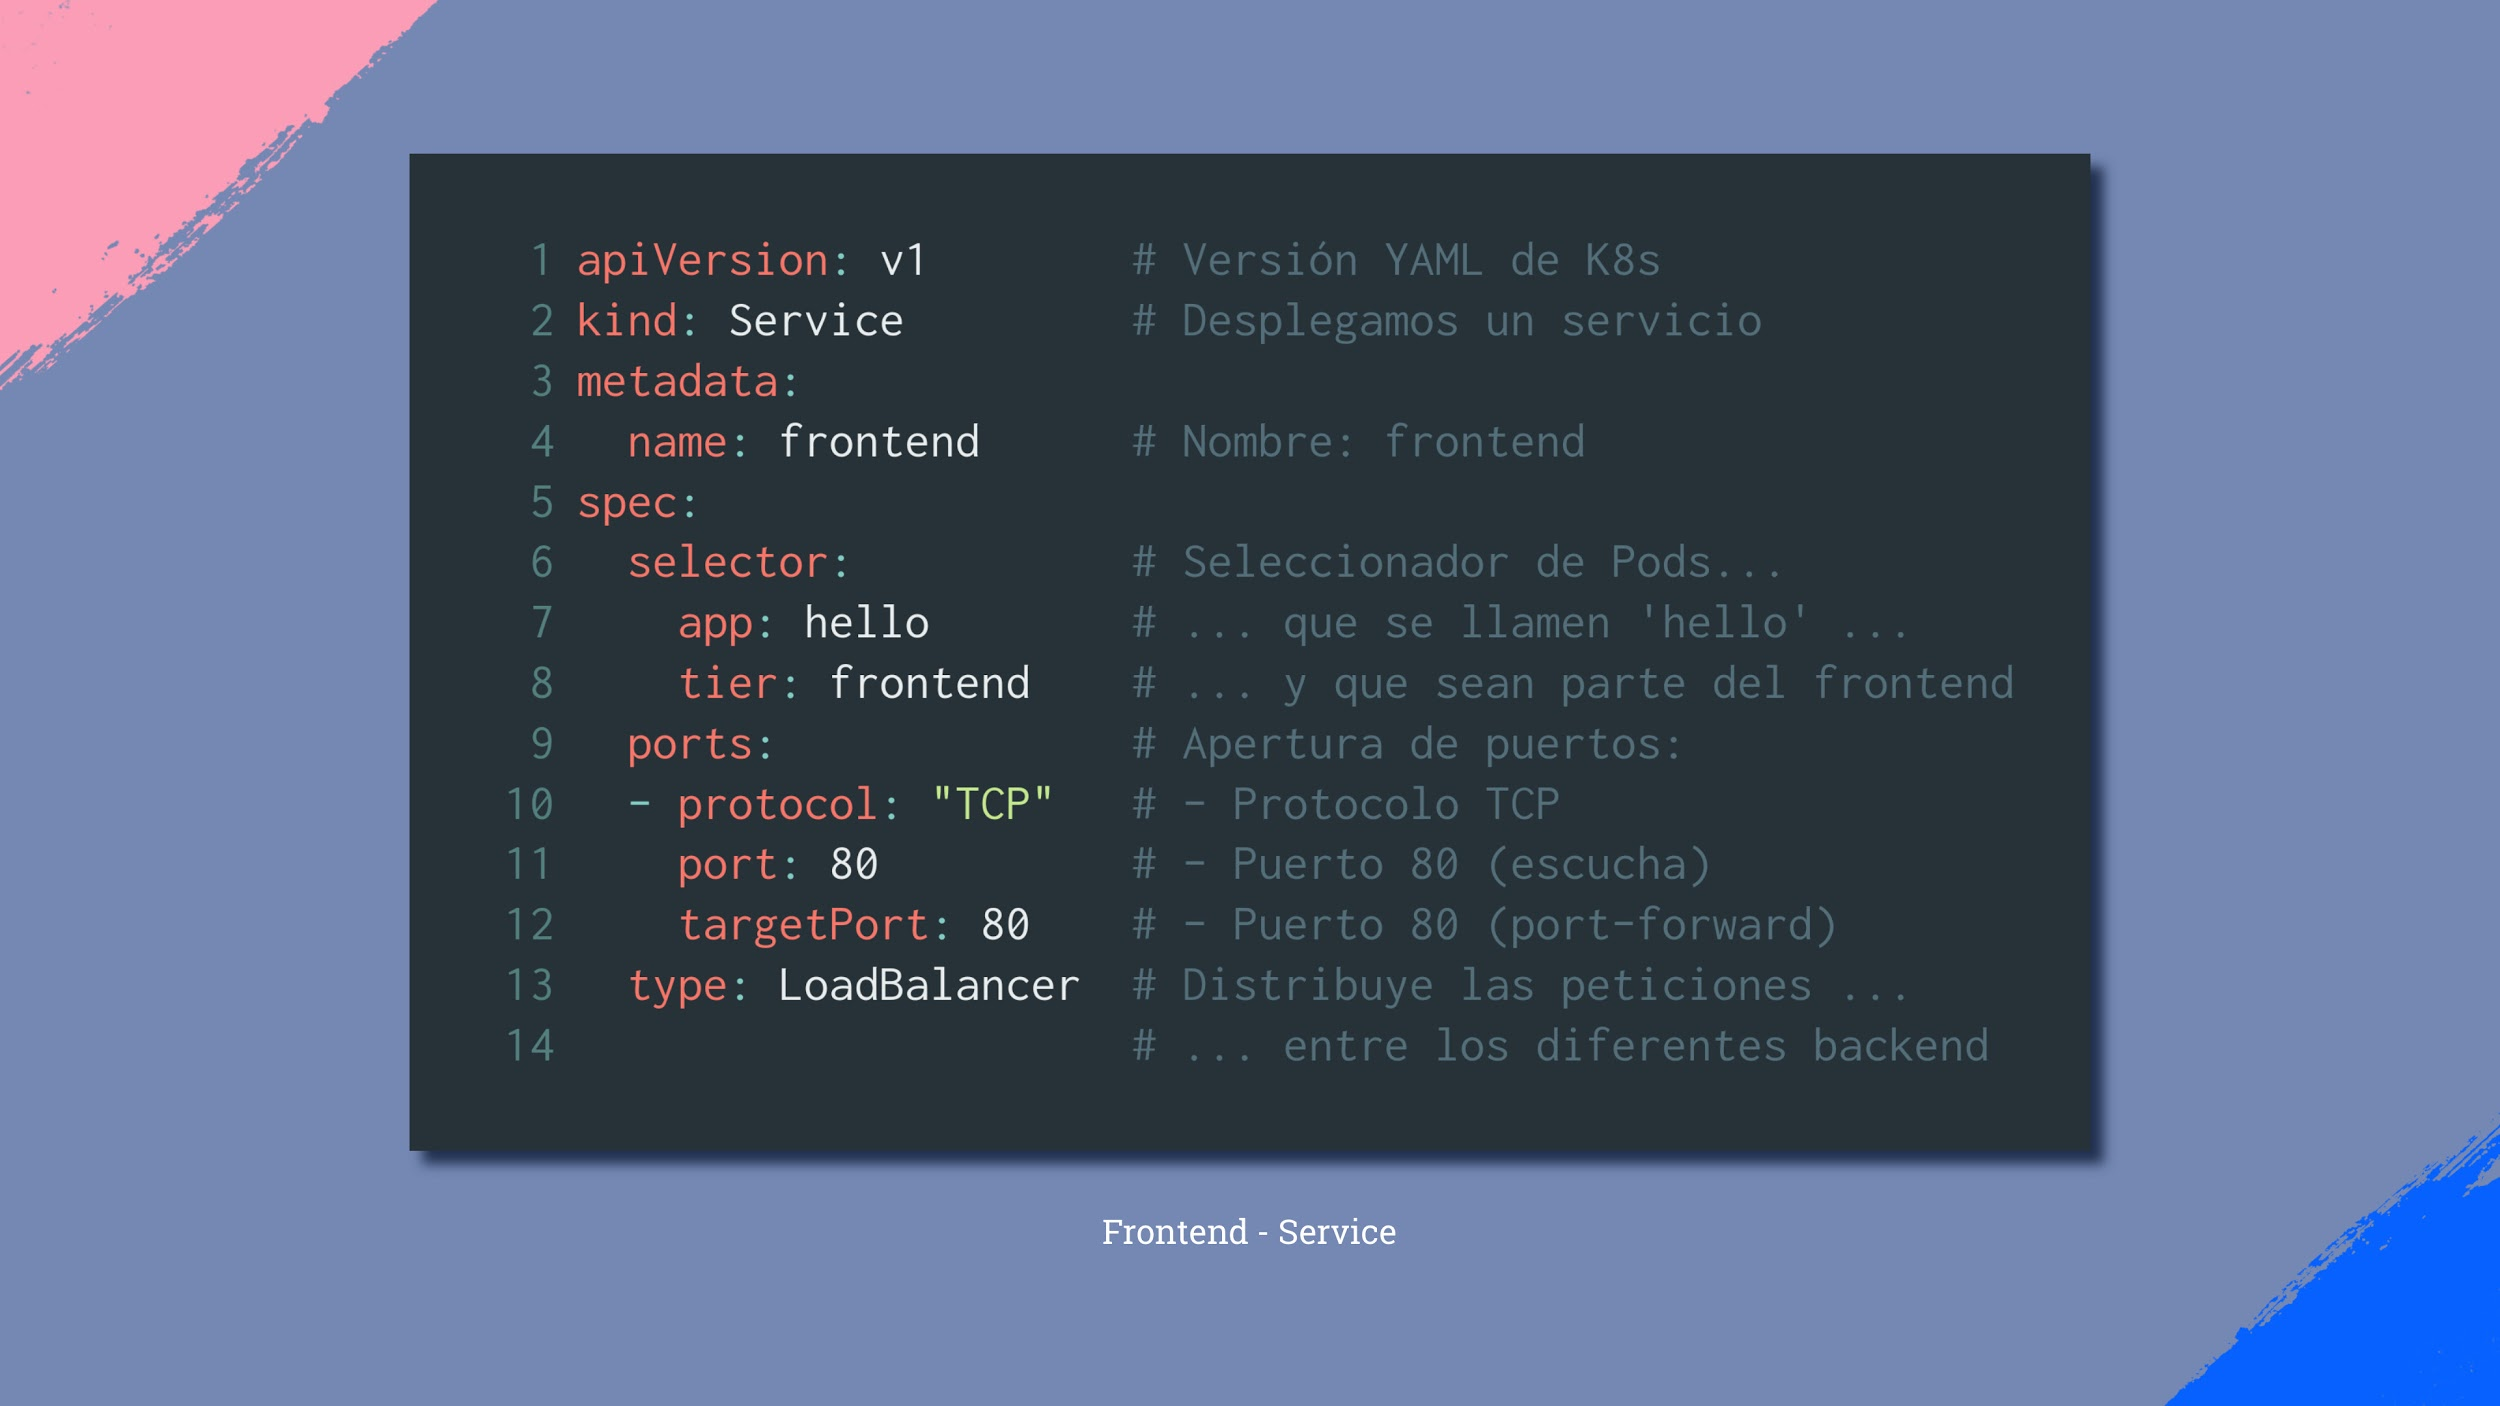 1 apiVersion: v1        # Versión YAML de K8s
2 kind: Service         # Desplegamos un servicio
3 metadata:
4   name: frontend      # Nombre: frontend
5 spec:
6   selector:           # Seleccionador de Pods...
7     app: hello        # ... que se llamen 'hello' ...
8     tier: frontend    # ... y que sean parte del frontend
9   ports:              # Apertura de puertos:
10   - protocol: "TCP"   # - Protocolo TCP
11     port: 80          # - Puerto 80 (escucha)
12     targetPort: 80    # - Puerto 80 (port-forward)
13   type: LoadBalancer  # Distribuye las peticiones ...
14                       # ... entre los diferentes backend
Frontend - Service